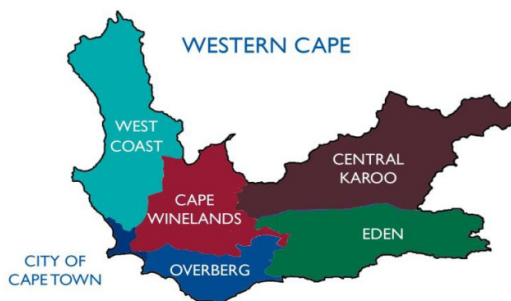 WESTERN CAPE
WEST
COAST
CENTRAL
KAROO
CAPE
WINELANDS
EDEN
CITY OF
CAPE TOWN
OVERBERG